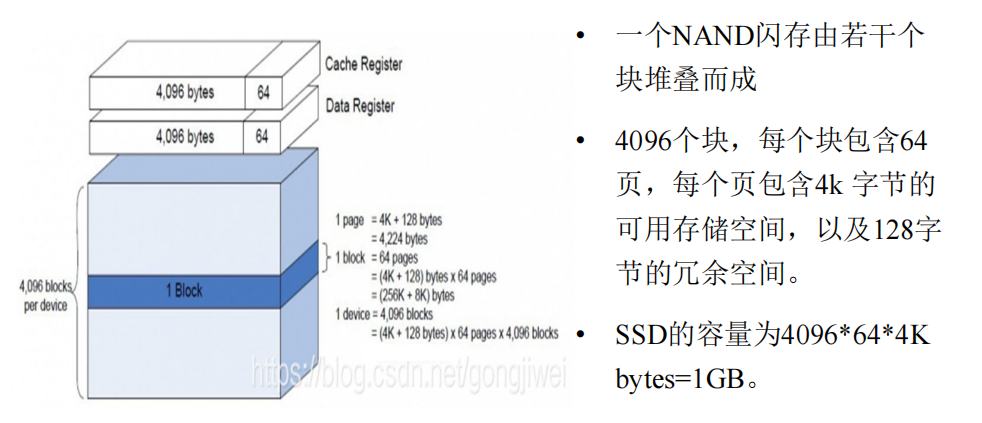 Cache Register
4,096 bytes
64
Data Register
4,096 bytes
64
1 page = 4K + 128 bytes
= 4,224 bytes
1 block = 64 pages
= (4K + 128) bytes x 64 pages
= (256K + 8K) bytes
1 device = 4,096 blocks
= (4K + 128 bytes) x 64 pages x 4,096 blocks
4,096 blocks
per device
1 Block
https://blog.csdn.net/gongjiwei
• 一个NAND闪存由若干个
块堆叠而成
• 4096个块，每个块包含64
页，每个页包含4k 字节的
可用存储空间，以及128字
节的冗余空间。
• SSD的容量为4096*64*4K
bytes=1GB。